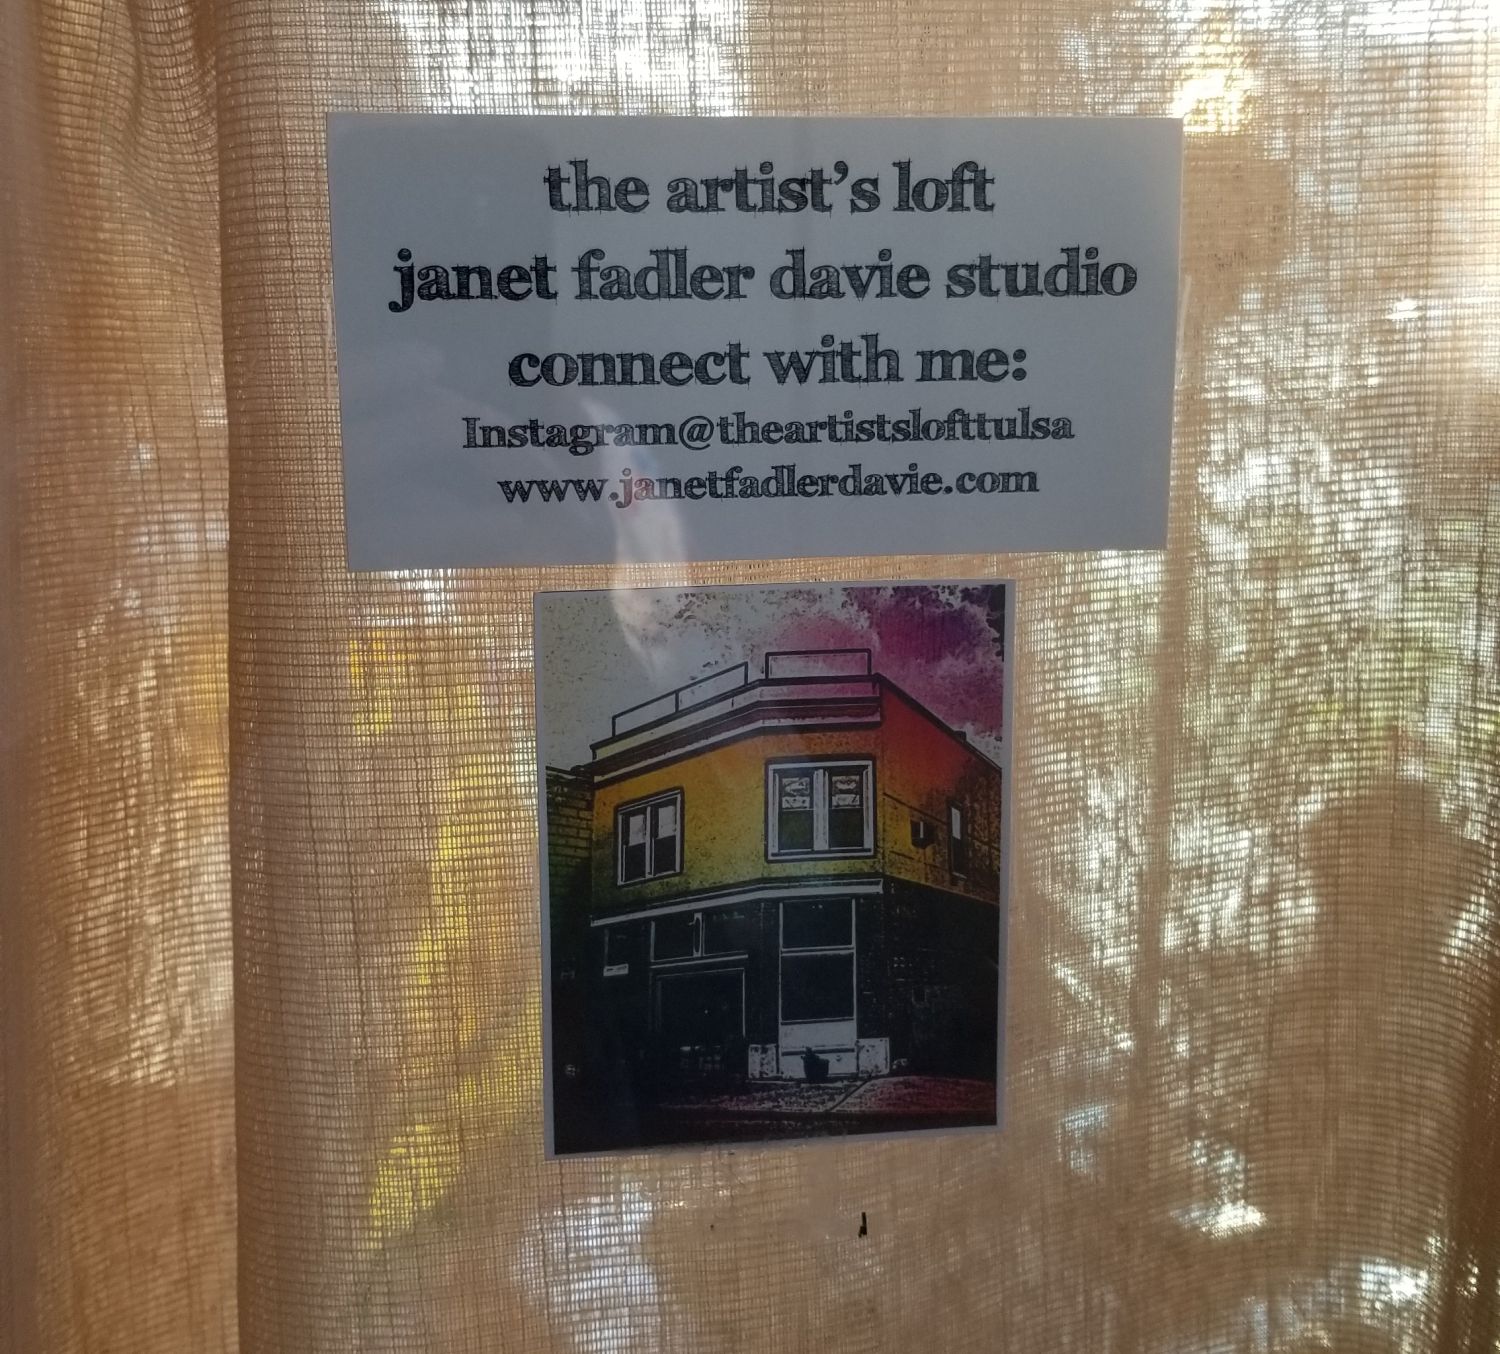 the artist's loft
janet fadler davie studio
connect with me:
Instagram@theartistslofttulsa
www.janetfadlerdavie.com